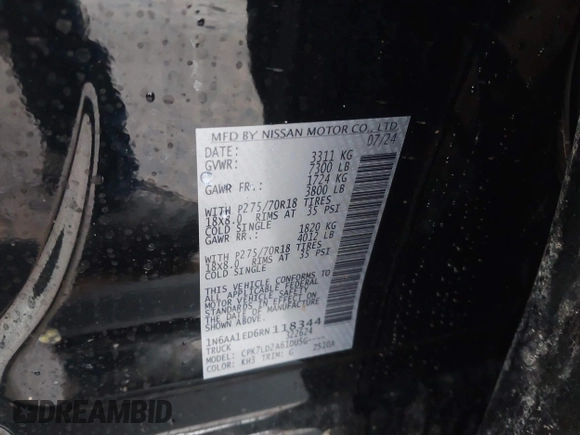 MFD BY NISSAN MOTOR CO., LTD
DATE: 07/24
GVWR: 3311 KG
7300 LB
GAWR FR.: 1724 KG
3800 LB
WITH P275/70R18 TIRES
18x8.0 RIMS AT 35 PSI
COLD SINGLE
GAWR RR.: 1820 KG
4012 LB
WITH P275/70R18 TIRES
18x8.0 RIMS AT 35 PSI
COLD SINGLE
THIS VEHICLE CONFORMS TO
ALL APPLICABLE FEDERAL
MOTOR VEHICLE SAFETY
STANDARDS IN EFFECT ON
THE DATE OF MANUFACTURE
SHOWN ABOVE.
1N6AA1ED6RN118344
TRUCK 722624
MODEL: CPK7LD2A61DUSG----
COLOR: KH3 TRIM: G 2510A
DREAMBID